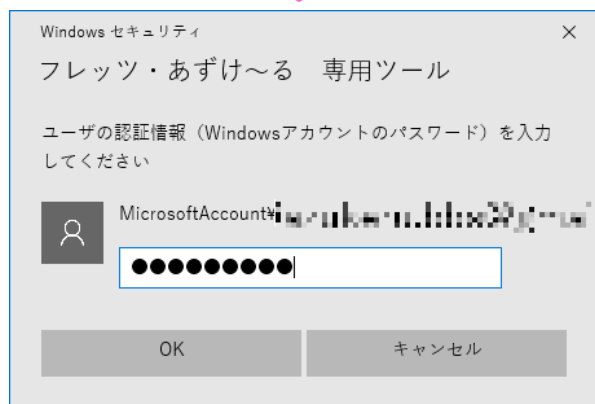 Windows セキュリティ
フレッツ・あずけ～る　専用ツール
ユーザの認証情報（Windowsアカウントのパスワード）を入力
してください
MicrosoftAccount¥
●●●●●●●●●
OK
キャンセル